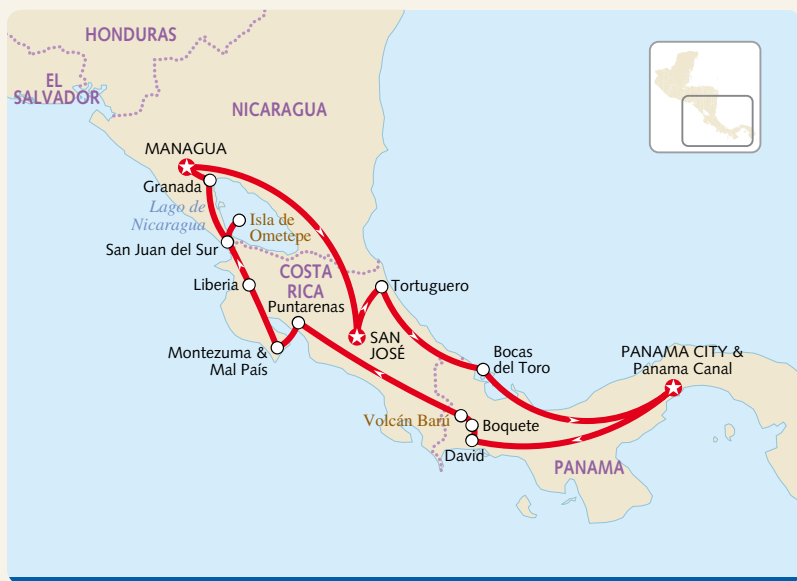 HONDURAS
EL
SALVADOR
NICARAGUA
MANAGUA
Granada
Lago de
Nicaragua
Isla de
Ometepe
San Juan del Sur
COSTA
RICA
Liberia
Tortuguero
Puntarenas
SAN
JOSÉ
Montezuma &
Mal País
Bocas
del Toro
PANAMA CITY &
Panama Canal
Volcán Barú
Boquete
David
PANAMA